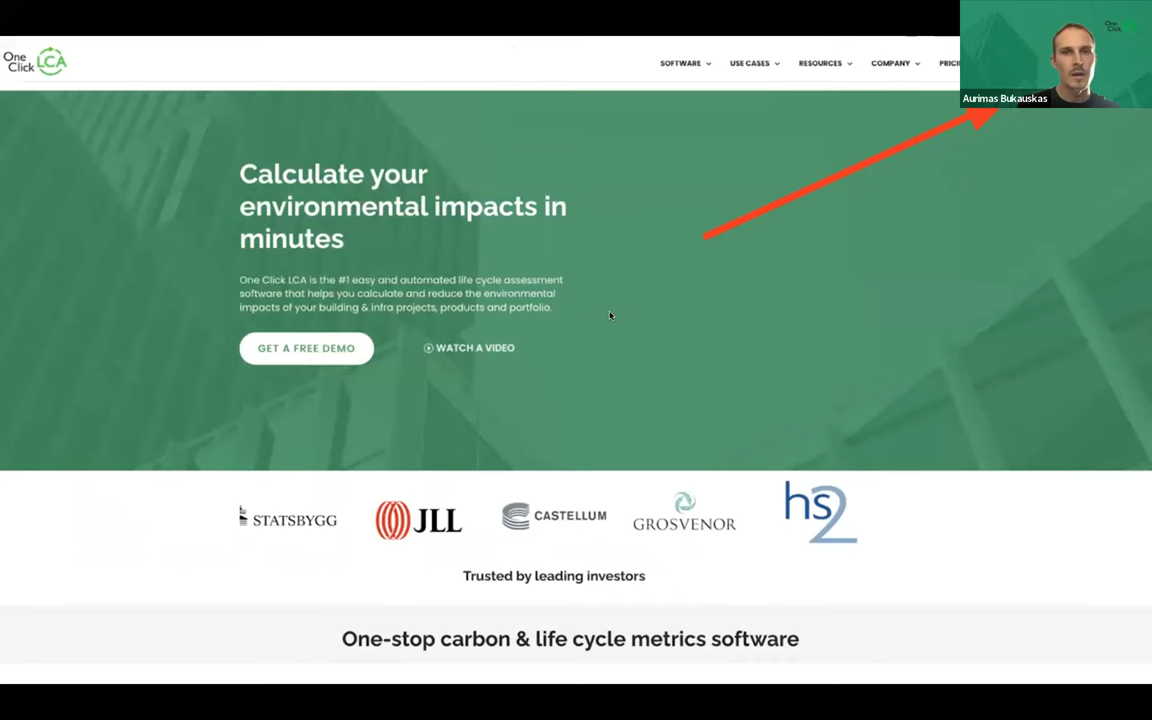 One
Click LCA
SOFTWARE
USE CASES
RESOURCES
COMPANY
One
Click
Aurimas Bukauskas
Calculate your
environmental impacts in
minutes
One Click LCA is the #1 easy and automated life cycle assessment
software that helps you calculate and reduce the environmental
impacts of your building & infra projects, products and portfolio.
GET A FREE DEMO
WATCH A VIDEO
STATSBYGG
JLL
CASTELLUM
GROSVENOR
hs2
Trusted by leading investors
One-stop carbon & life cycle metrics software